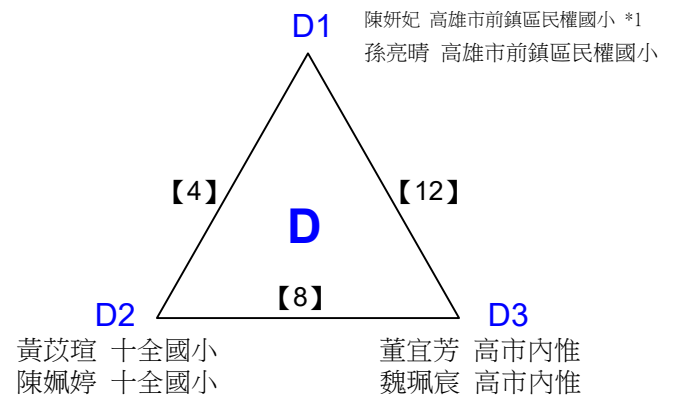 D1
陳妍妃 高雄市前鎮區民權國小 *1
孫亮晴 高雄市前鎮區民權國小
【4】
【12】
D
【8】
D2
D3
黃苡瑄 十全國小
董宜芳 高市內惟
陳姵婷 十全國小
魏珮宸 高市內惟